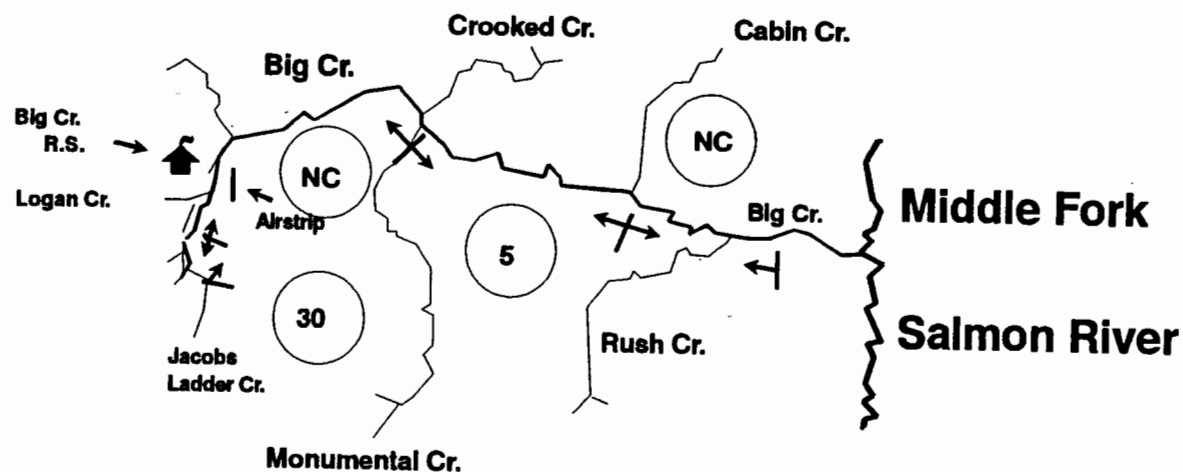 Crooked Cr.
Cabin Cr.
Big Cr.
Big Cr.
R.S.
NC
NC
Logan Cr.
Airstrip
Big Cr.
Middle Fork
5
30
Rush Cr.
Salmon River
Jacobs
Ladder Cr.
Monumental Cr.